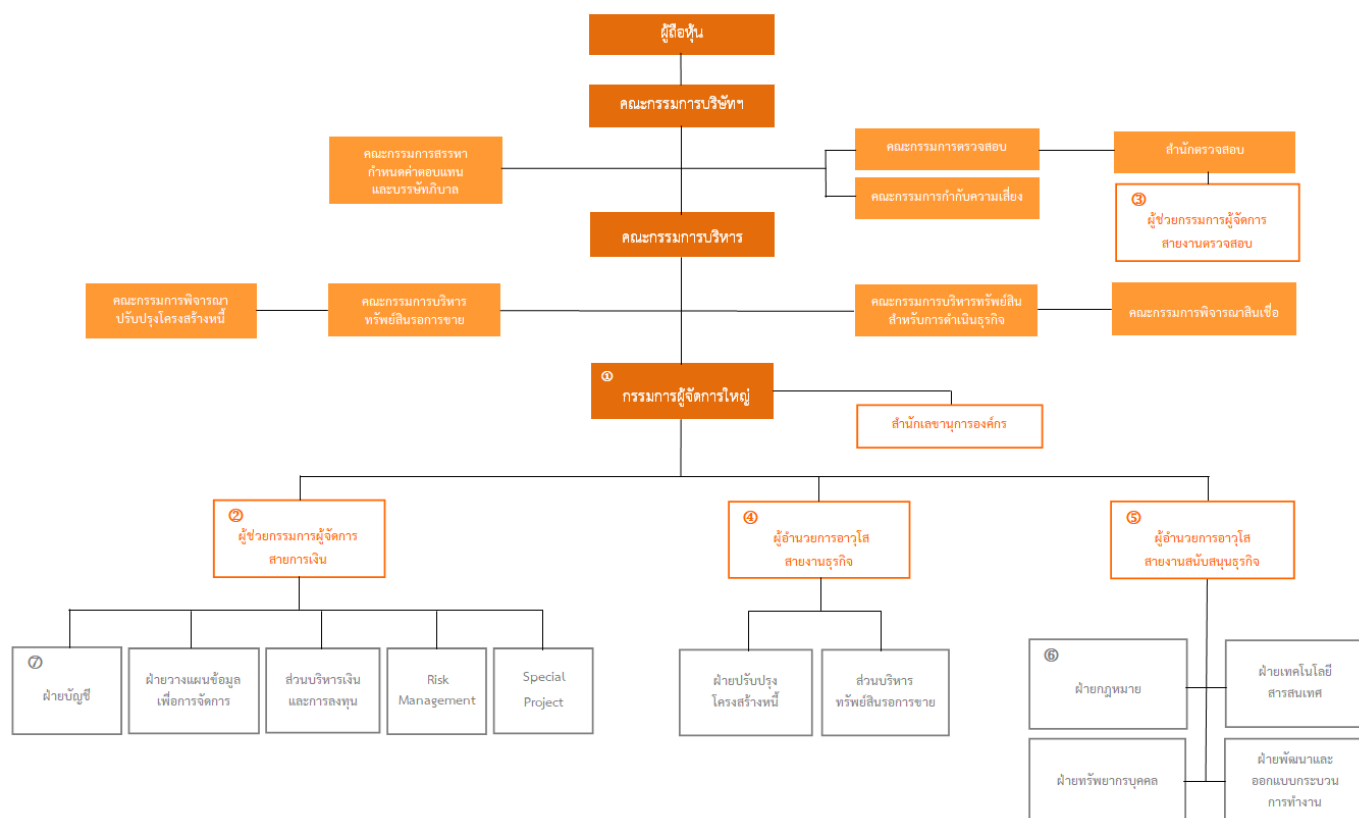 ผู้ถือหุ้น
คณะกรรมการบริษัทฯ
คณะกรรมการสรรหา
กำหนดค่าตอบแทน
และบรรษัทภิบาล
คณะกรรมการตรวจสอบ
สำนักตรวจสอบ
คณะกรรมการกำกับความเสี่ยง
③
ผู้ช่วยกรรมการผู้จัดการ
สายงานตรวจสอบ
คณะกรรมการบริหาร
คณะกรรมการพิจารณา
ปรับปรุงโครงสร้างหนี้
คณะกรรมการบริหาร
ทรัพย์สินรอการขาย
คณะกรรมการบริหารทรัพย์สิน
สำหรับการดำเนินธุรกิจ
คณะกรรมการพิจารณาสินเชื่อ
①
กรรมการผู้จัดการใหญ่
สำนักเลขานุการองค์กร
②
ผู้ช่วยกรรมการผู้จัดการ
สายการเงิน
④
ผู้อำนวยการอาวุโส
สายงานธุรกิจ
⑤
ผู้อำนวยการอาวุโส
สายงานสนับสนุนธุรกิจ
⑦
ฝ่ายบัญชี
ฝ่ายวางแผนข้อมูล
เพื่อการจัดการ
ส่วนบริหารเงิน
และการลงทุน
Risk
Management
Special
Project
ฝ่ายปรับปรุง
โครงสร้างหนี้
ส่วนบริหาร
ทรัพย์สินรอการขาย
⑥
ฝ่ายกฎหมาย
ฝ่ายเทคโนโลยี
สารสนเทศ
ฝ่ายทรัพยากรบุคคล
ฝ่ายพัฒนาและ
ออกแบบกระบวน
การทำงาน